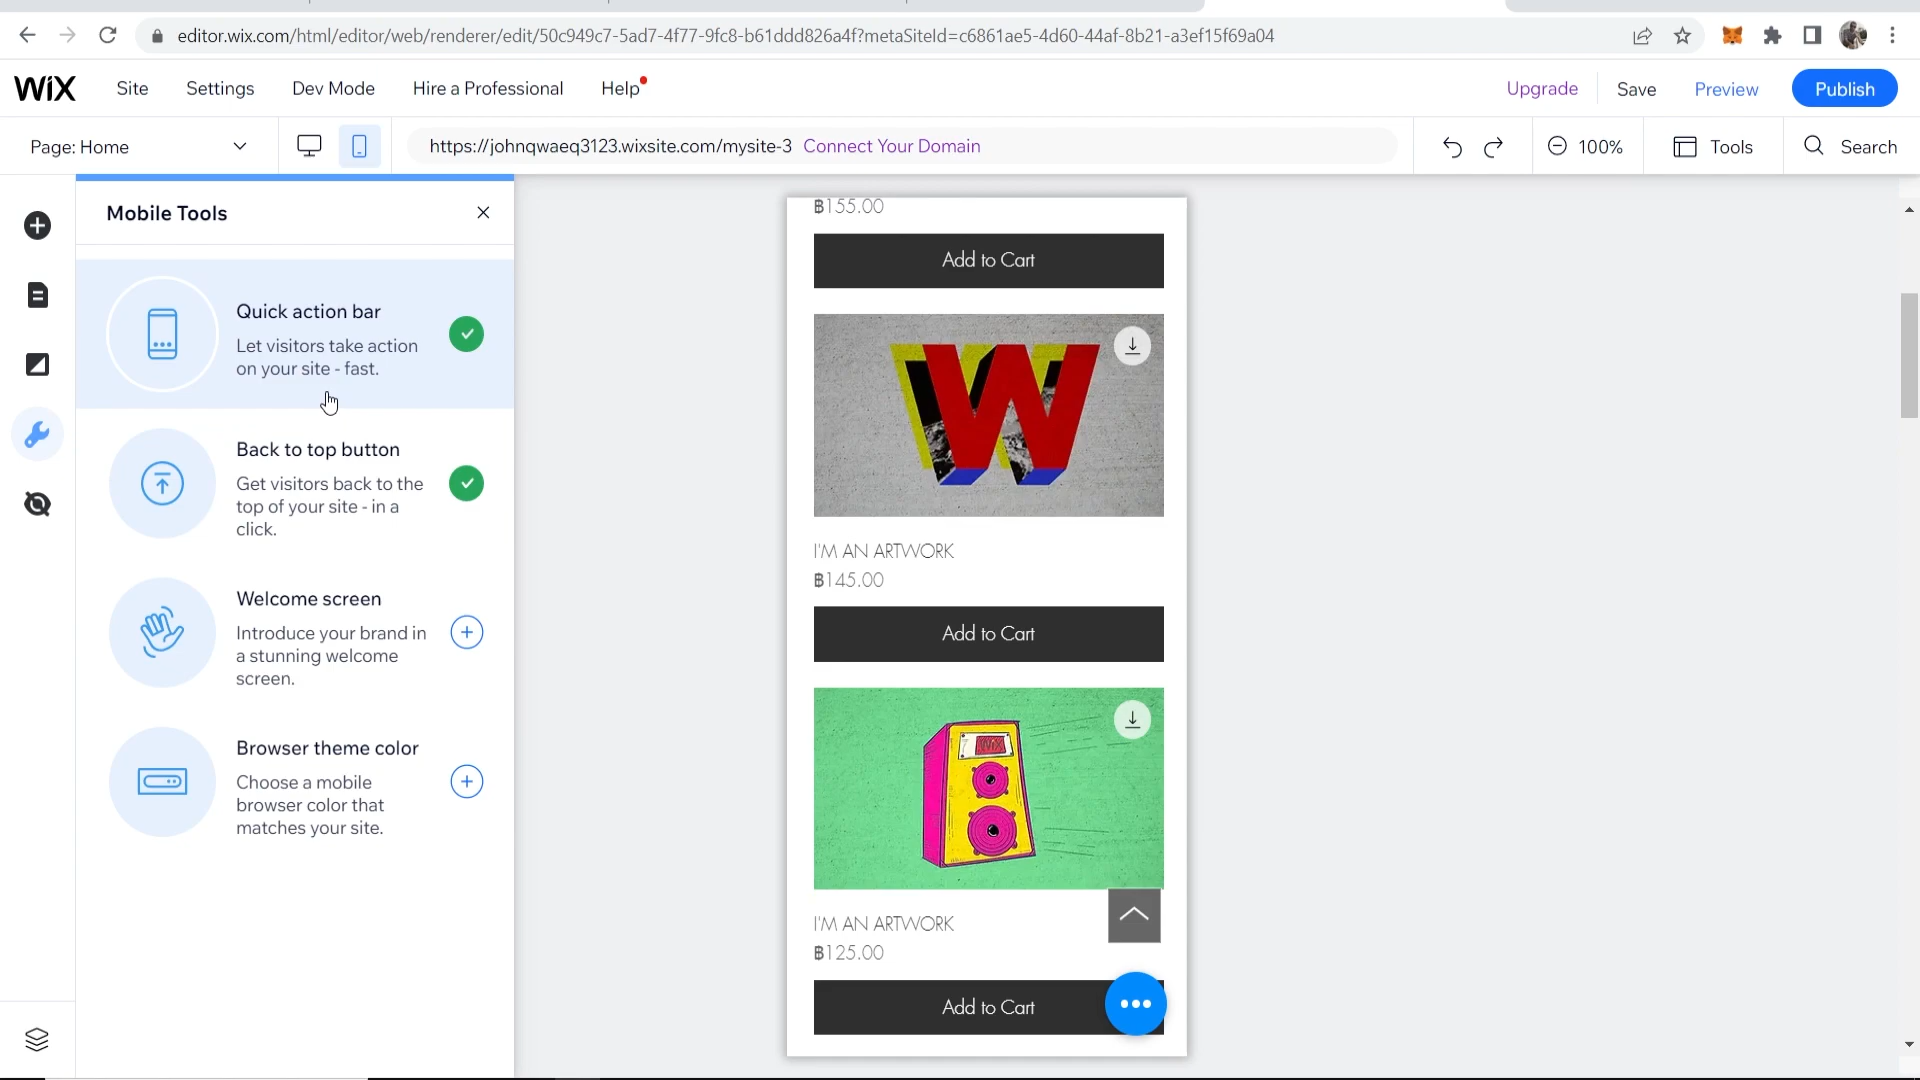 editor.wix.com/html/editor/web/renderer/edit/50c949c7-5ad7-4f77-9fc8-b61ddd826a4f?metaSiteId=c6861ae5-4d60-44af-8b21-a3ef15f69a04
WiX Site Settings Dev Mode Hire a Professional Help Upgrade Save Preview Publish
Page: Home https://johnqwaeq3123.wixsite.com/mysite-3 Connect Your Domain 100% Tools Search
Mobile Tools
Quick action bar
Let visitors take action
on your site - fast.
Back to top button
Get visitors back to the
top of your site - in a
click.
Welcome screen
Introduce your brand in
a stunning welcome
screen.
Browser theme color
Choose a mobile
browser color that
matches your site.
฿155.00
Add to Cart
W
I'M AN ARTWORK
฿145.00
Add to Cart
WiX
I'M AN ARTWORK
฿125.00
Add to Cart